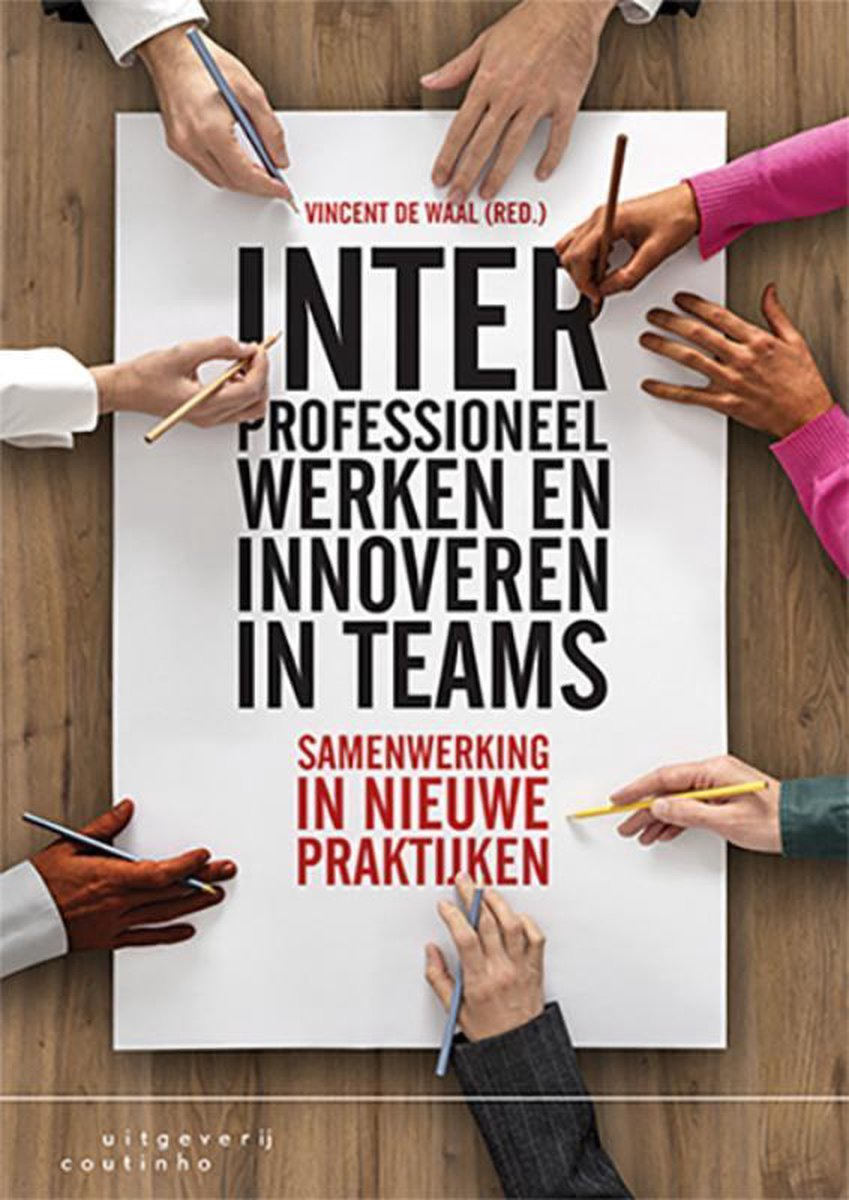 VINCENT DE WAAL (RED.)
INTER
PROFESSIONEEL
WERKEN EN
INNOVEREN
IN TEAMS
SAMENWERKING
IN NIEUWE
PRAKTIJKEN
uitgeverij
coutinho